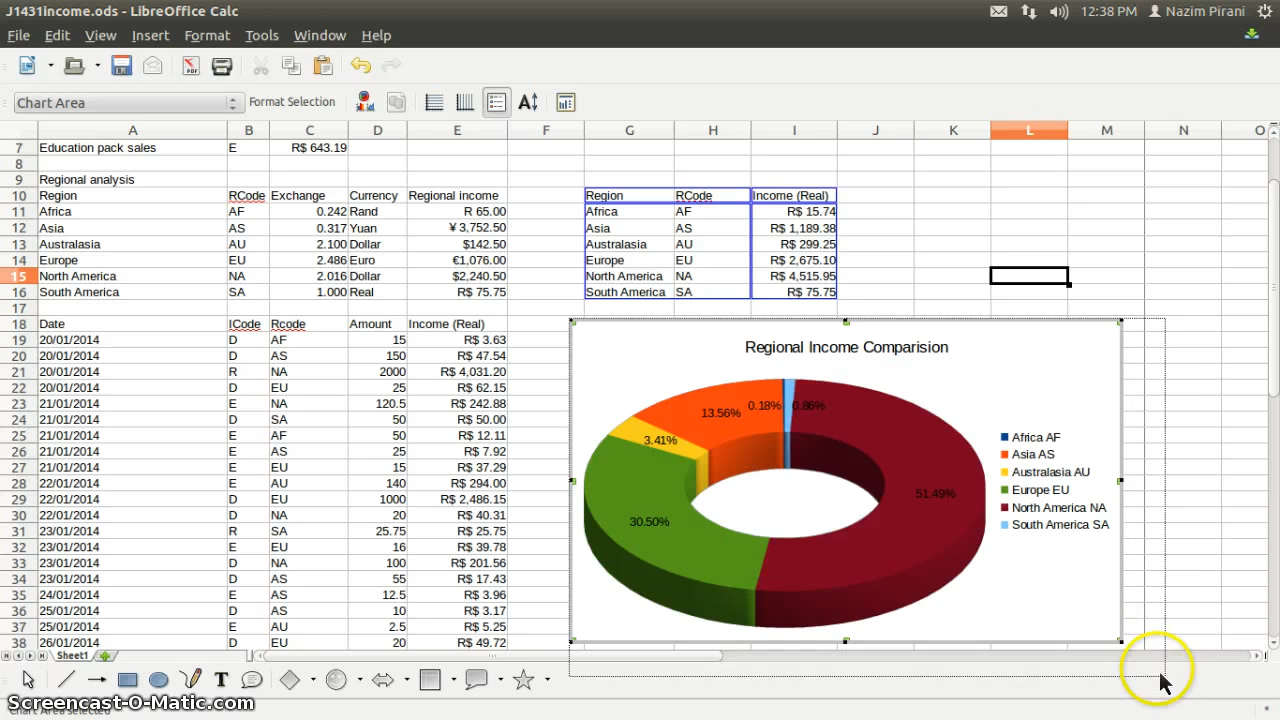 J1431income.ods - LibreOffice Calc 12:38 PM Nazim Pirani
File Edit View Insert Format Tools Window Help
Chart Area Format Selection
A B C D E F G H I J K L M N O
7 Education pack sales E R$ 643.19
8
9 Regional analysis
10 Region RCode Exchange Currency Regional income Region RCode Income (Real)
11 Africa AF 0.242 Rand R 65.00 Africa AF R$ 15.74
12 Asia AS 0.317 Yuan ¥ 3,752.50 Asia AS R$ 1,189.38
13 Australasia AU 2.100 Dollar $142.50 Australasia AU R$ 299.25
14 Europe EU 2.486 Euro €1,076.00 Europe EU R$ 2,675.10
15 North America NA 2.016 Dollar $2,240.50 North America NA R$ 4,515.95
16 South America SA 1.000 Real R$ 75.75 South America SA R$ 75.75
17
18 Date ICode Rcode Amount Income (Real)
19 20/01/2014 D AF 15 R$ 3.63
20 20/01/2014 D AS 150 R$ 47.54
21 20/01/2014 R NA 2000 R$ 4,031.20
22 20/01/2014 D EU 25 R$ 62.15
23 21/01/2014 E NA 120.5 R$ 242.88
24 21/01/2014 D SA 50 R$ 50.00
25 21/01/2014 E AF 50 R$ 12.11
26 21/01/2014 E AS 25 R$ 7.92
27 21/01/2014 E EU 15 R$ 37.29
28 22/01/2014 E AU 140 R$ 294.00
29 22/01/2014 D EU 1000 R$ 2,486.15
30 22/01/2014 D NA 20 R$ 40.31
31 23/01/2014 R SA 25.75 R$ 25.75
32 23/01/2014 E EU 16 R$ 39.78
33 23/01/2014 D NA 100 R$ 201.56
34 23/01/2014 D AS 55 R$ 17.43
35 24/01/2014 E AS 12.5 R$ 3.96
36 25/01/2014 D AS 10 R$ 3.17
37 25/01/2014 E AU 2.5 R$ 5.25
38 26/01/2014 D EU 20 R$ 49.72
Regional Income Comparision
13.56% 0.18% 0.86%
3.41%
51.49%
30.50%
Africa AF
Asia AS
Australasia AU
Europe EU
North America NA
South America SA
Sheet1
Screencast-O-Matic.com
Chart Area selected